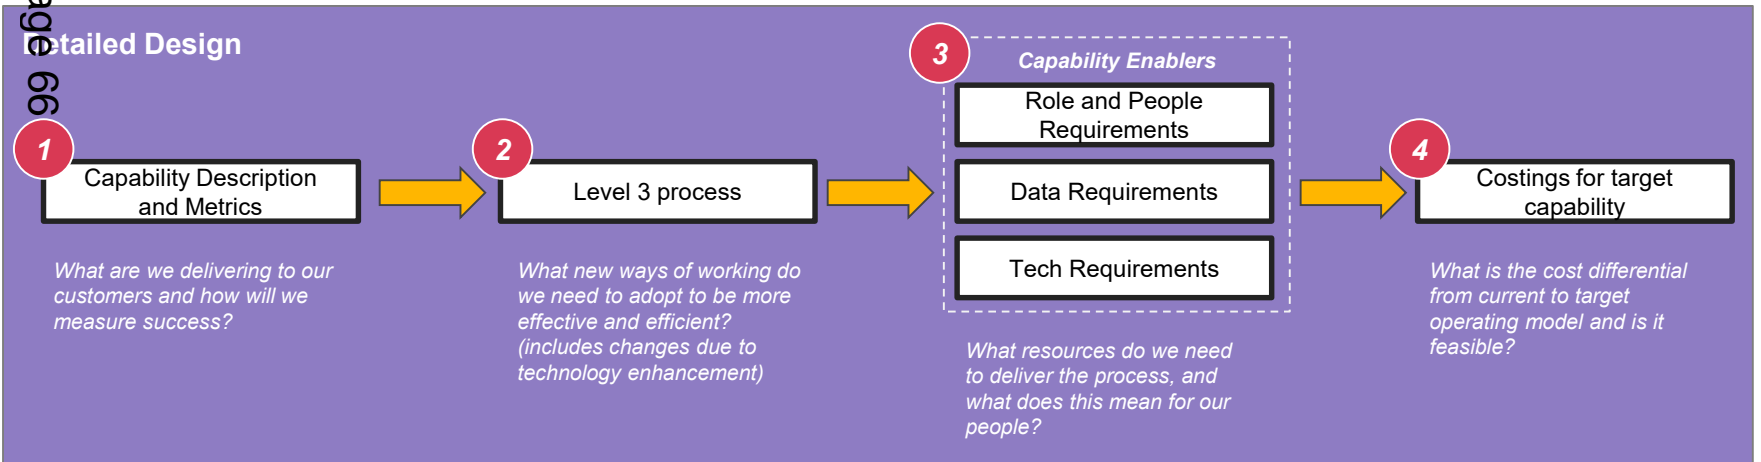 age 66
Detailed Design
1
Capability Description
and Metrics
What are we delivering to our
customers and how will we
measure success?
2
Level 3 process
What new ways of working do
we need to adopt to be more
effective and efficient?
(includes changes due to
technology enhancement)
3
Capability Enablers
Role and People
Requirements
Data Requirements
Tech Requirements
What resources do we need
to deliver the process, and
what does this mean for our
people?
4
Costings for target
capability
What is the cost differential
from current to target
operating model and is it
feasible?